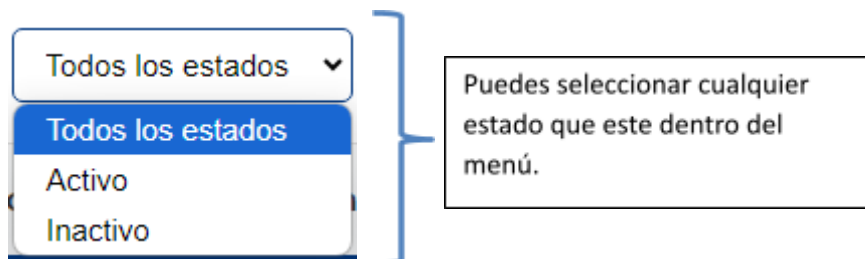 Todos los estados
Todos los estados
Activo
Inactivo
Puedes seleccionar cualquier
estado que este dentro del
menú.